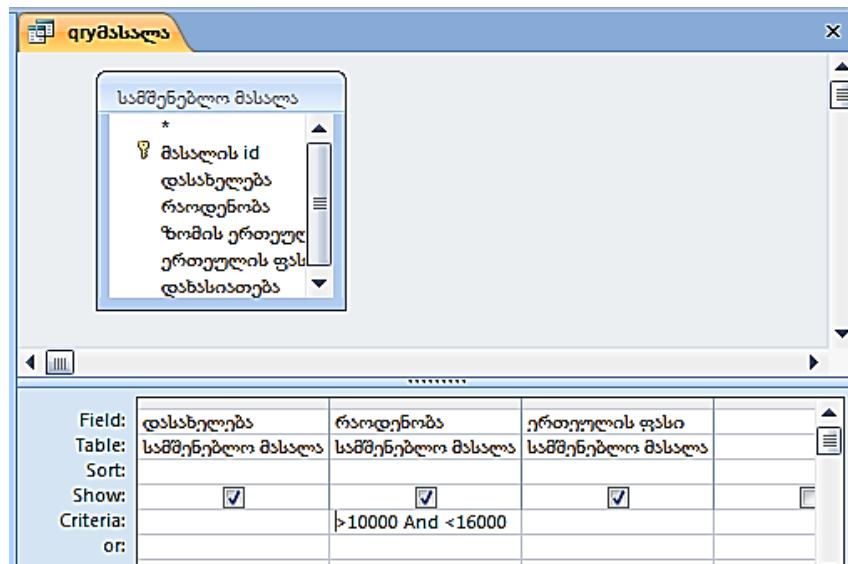 qryმასალა
სამშენებლო მასალა
*
მასალის id
დასახელება
რაოდენობა
ზომის ერთეულ
ერთეულის ფას
დახასიათება
Field: დასახელება რაოდენობა ერთეულის ფასი
Table: სამშენებლო მასალა სამშენებლო მასალა სამშენებლო მასალა
Sort:
Show:
Criteria: >10000 And <16000
or: